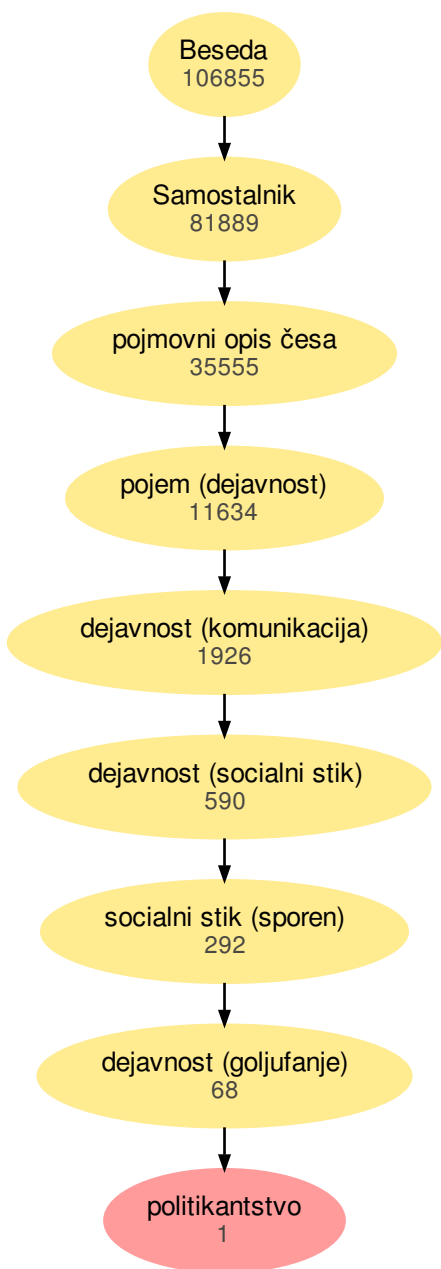 Beseda
106855
Samostalnik
81889
pojmovni opis česa
35555
pojem (dejavnost)
11634
dejavnost (komunikacija)
1926
dejavnost (socialni stik)
590
socialni stik (sporen)
292
dejavnost (goljufanje)
68
politikantstvo
1